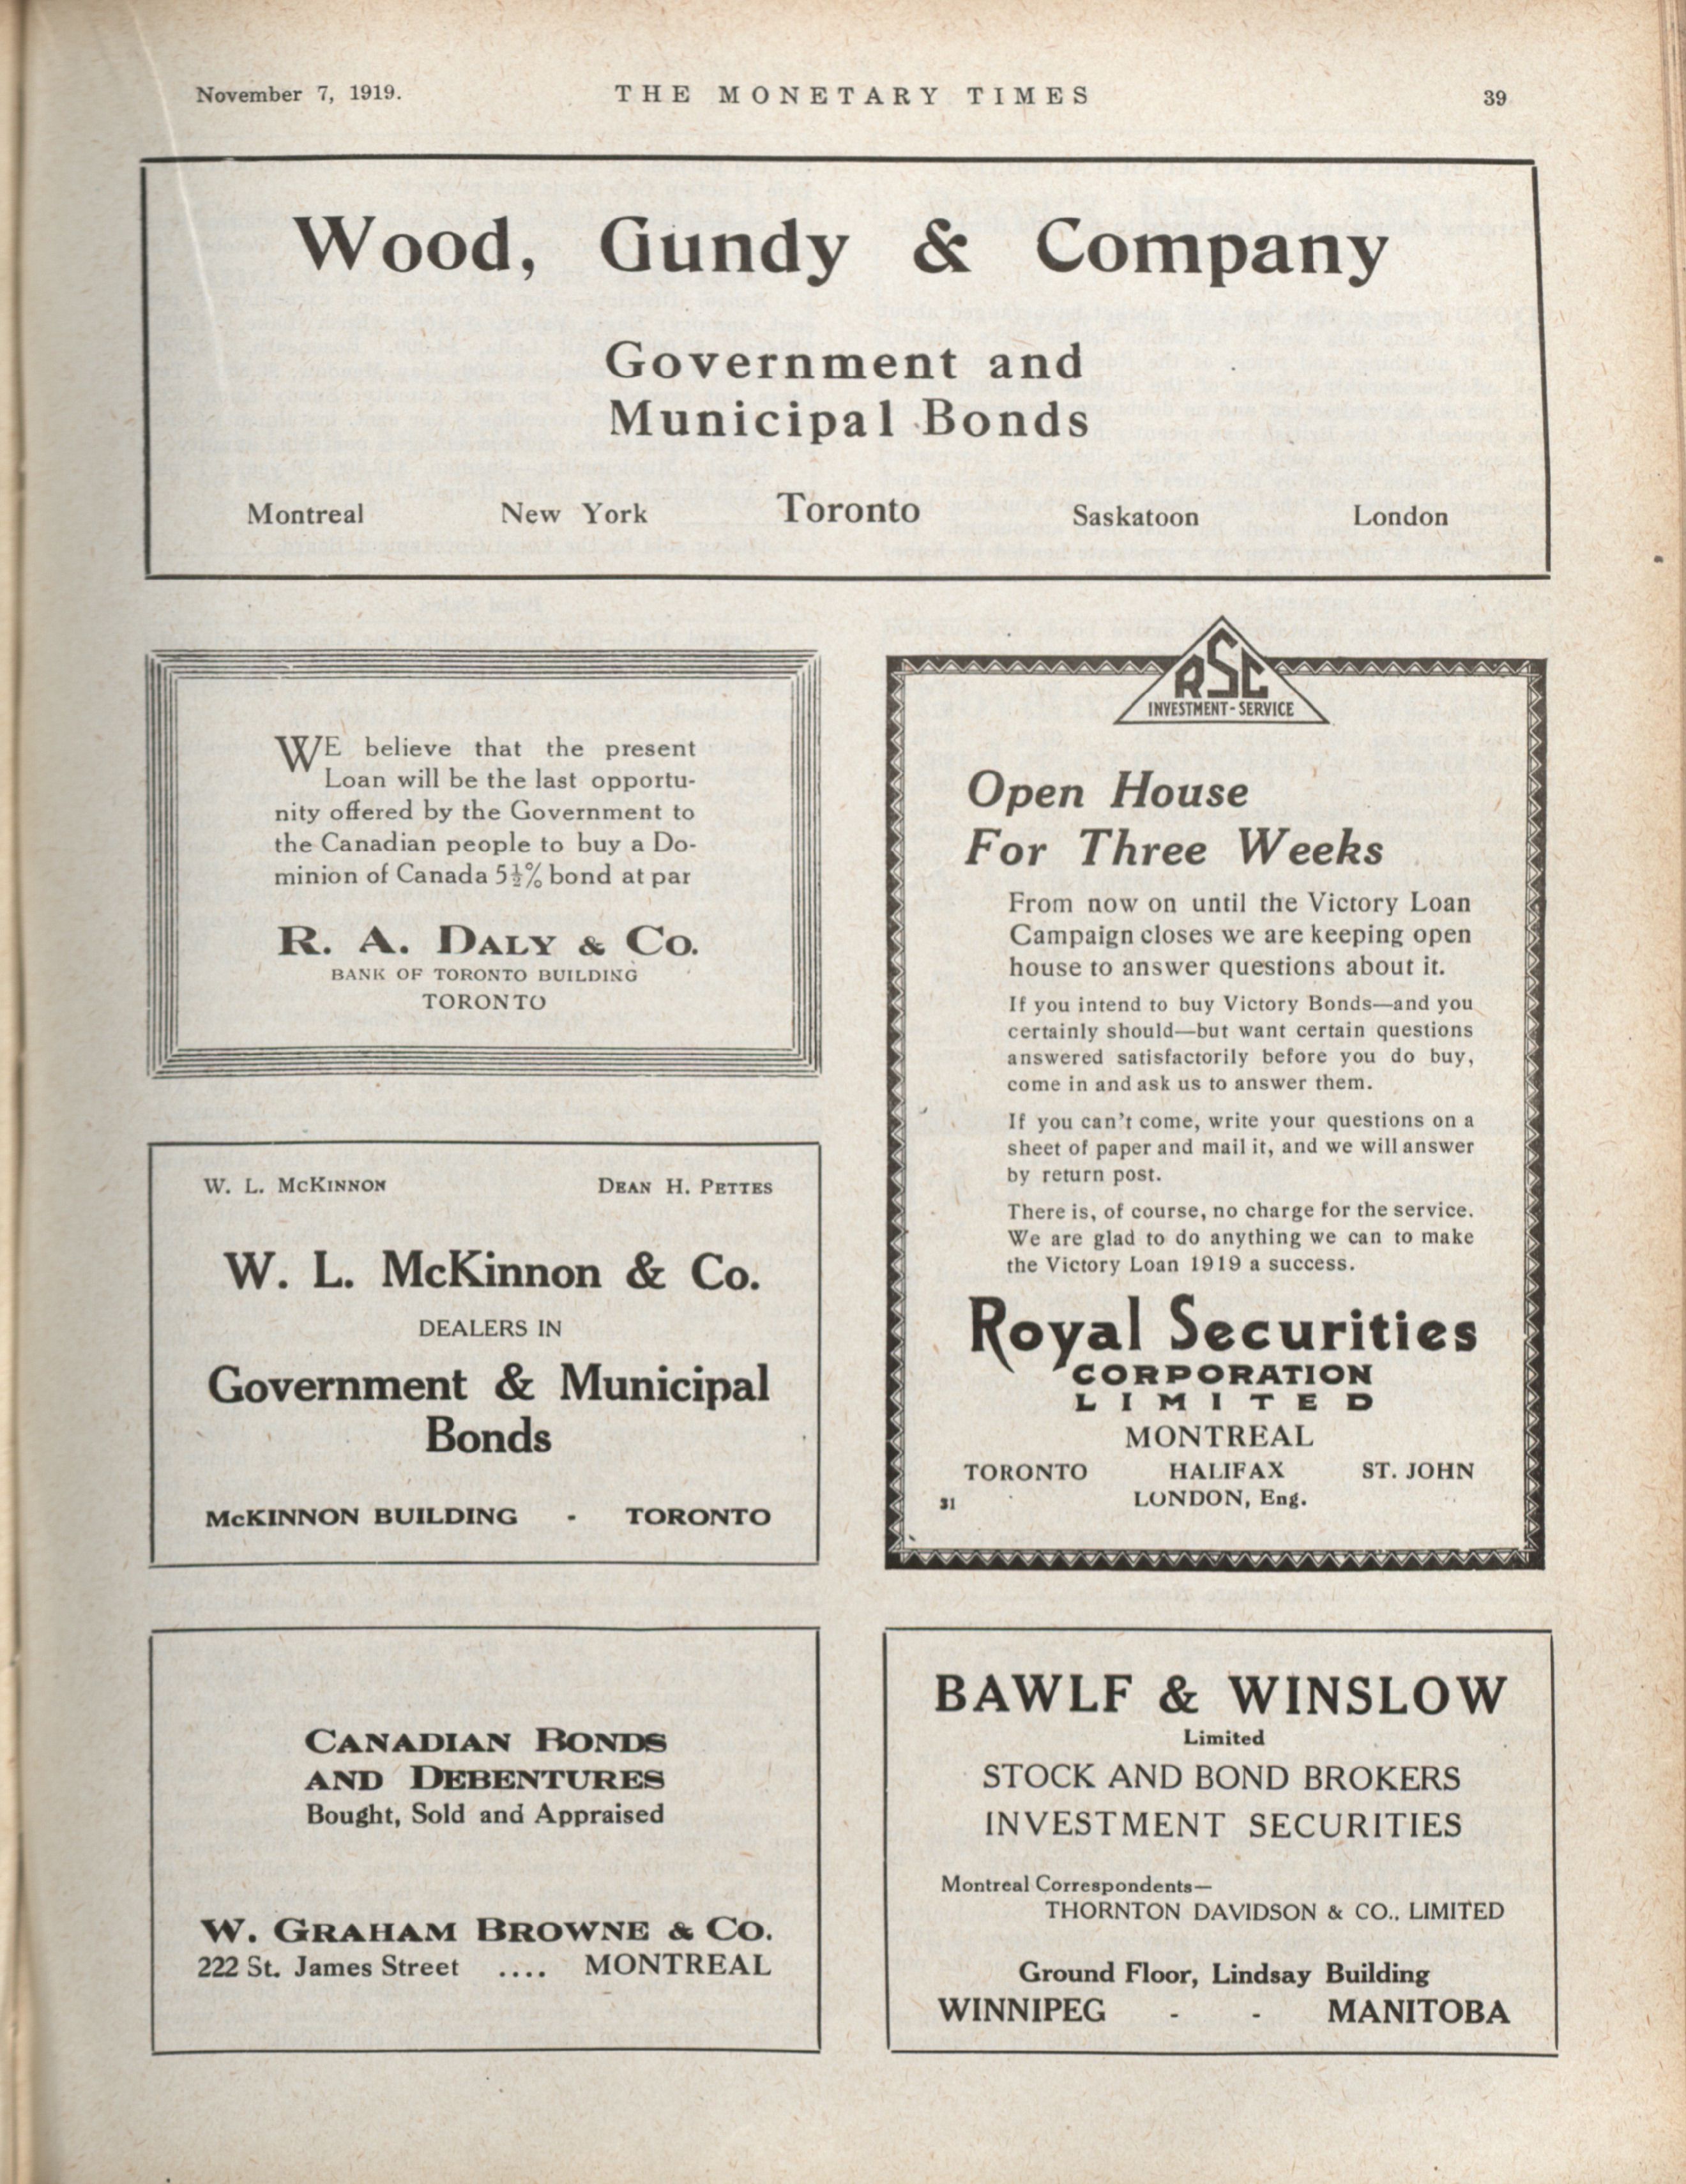 November 7, 1919.
THE MONETARY TIMES
39
Wood, Gundy & Company
Government and
Municipal Bonds
Montreal New York Toronto Saskatoon London
WE believe that the present
Loan will be the last opportu-
nity offered by the Government to
the Canadian people to buy a Do-
minion of Canada 5½% bond at par
R. A. DALY & CO.
BANK OF TORONTO BUILDING
TORONTO
W. L. MCKINNON DEAN H. PETTES
W. L. McKinnon & Co.
DEALERS IN
Government & Municipal
Bonds
McKINNON BUILDING - TORONTO
CANADIAN BONDS
AND DEBENTURES
Bought, Sold and Appraised
W. GRAHAM BROWNE & CO.
222 St. James Street .... MONTREAL
RSC
INVESTMENT-SERVICE
Open House
For Three Weeks
From now on until the Victory Loan
Campaign closes we are keeping open
house to answer questions about it.
If you intend to buy Victory Bonds—and you
certainly should—but want certain questions
answered satisfactorily before you do buy,
come in and ask us to answer them.
If you can't come, write your questions on a
sheet of paper and mail it, and we will answer
by return post.
There is, of course, no charge for the service.
We are glad to do anything we can to make
the Victory Loan 1919 a success.
Royal Securities
CORPORATION
LIMITED
MONTREAL
TORONTO HALIFAX ST. JOHN
31 LONDON, Eng.
BAWLF & WINSLOW
Limited
STOCK AND BOND BROKERS
INVESTMENT SECURITIES
Montreal Correspondents—
THORNTON DAVIDSON & CO., LIMITED
Ground Floor, Lindsay Building
WINNIPEG - - MANITOBA